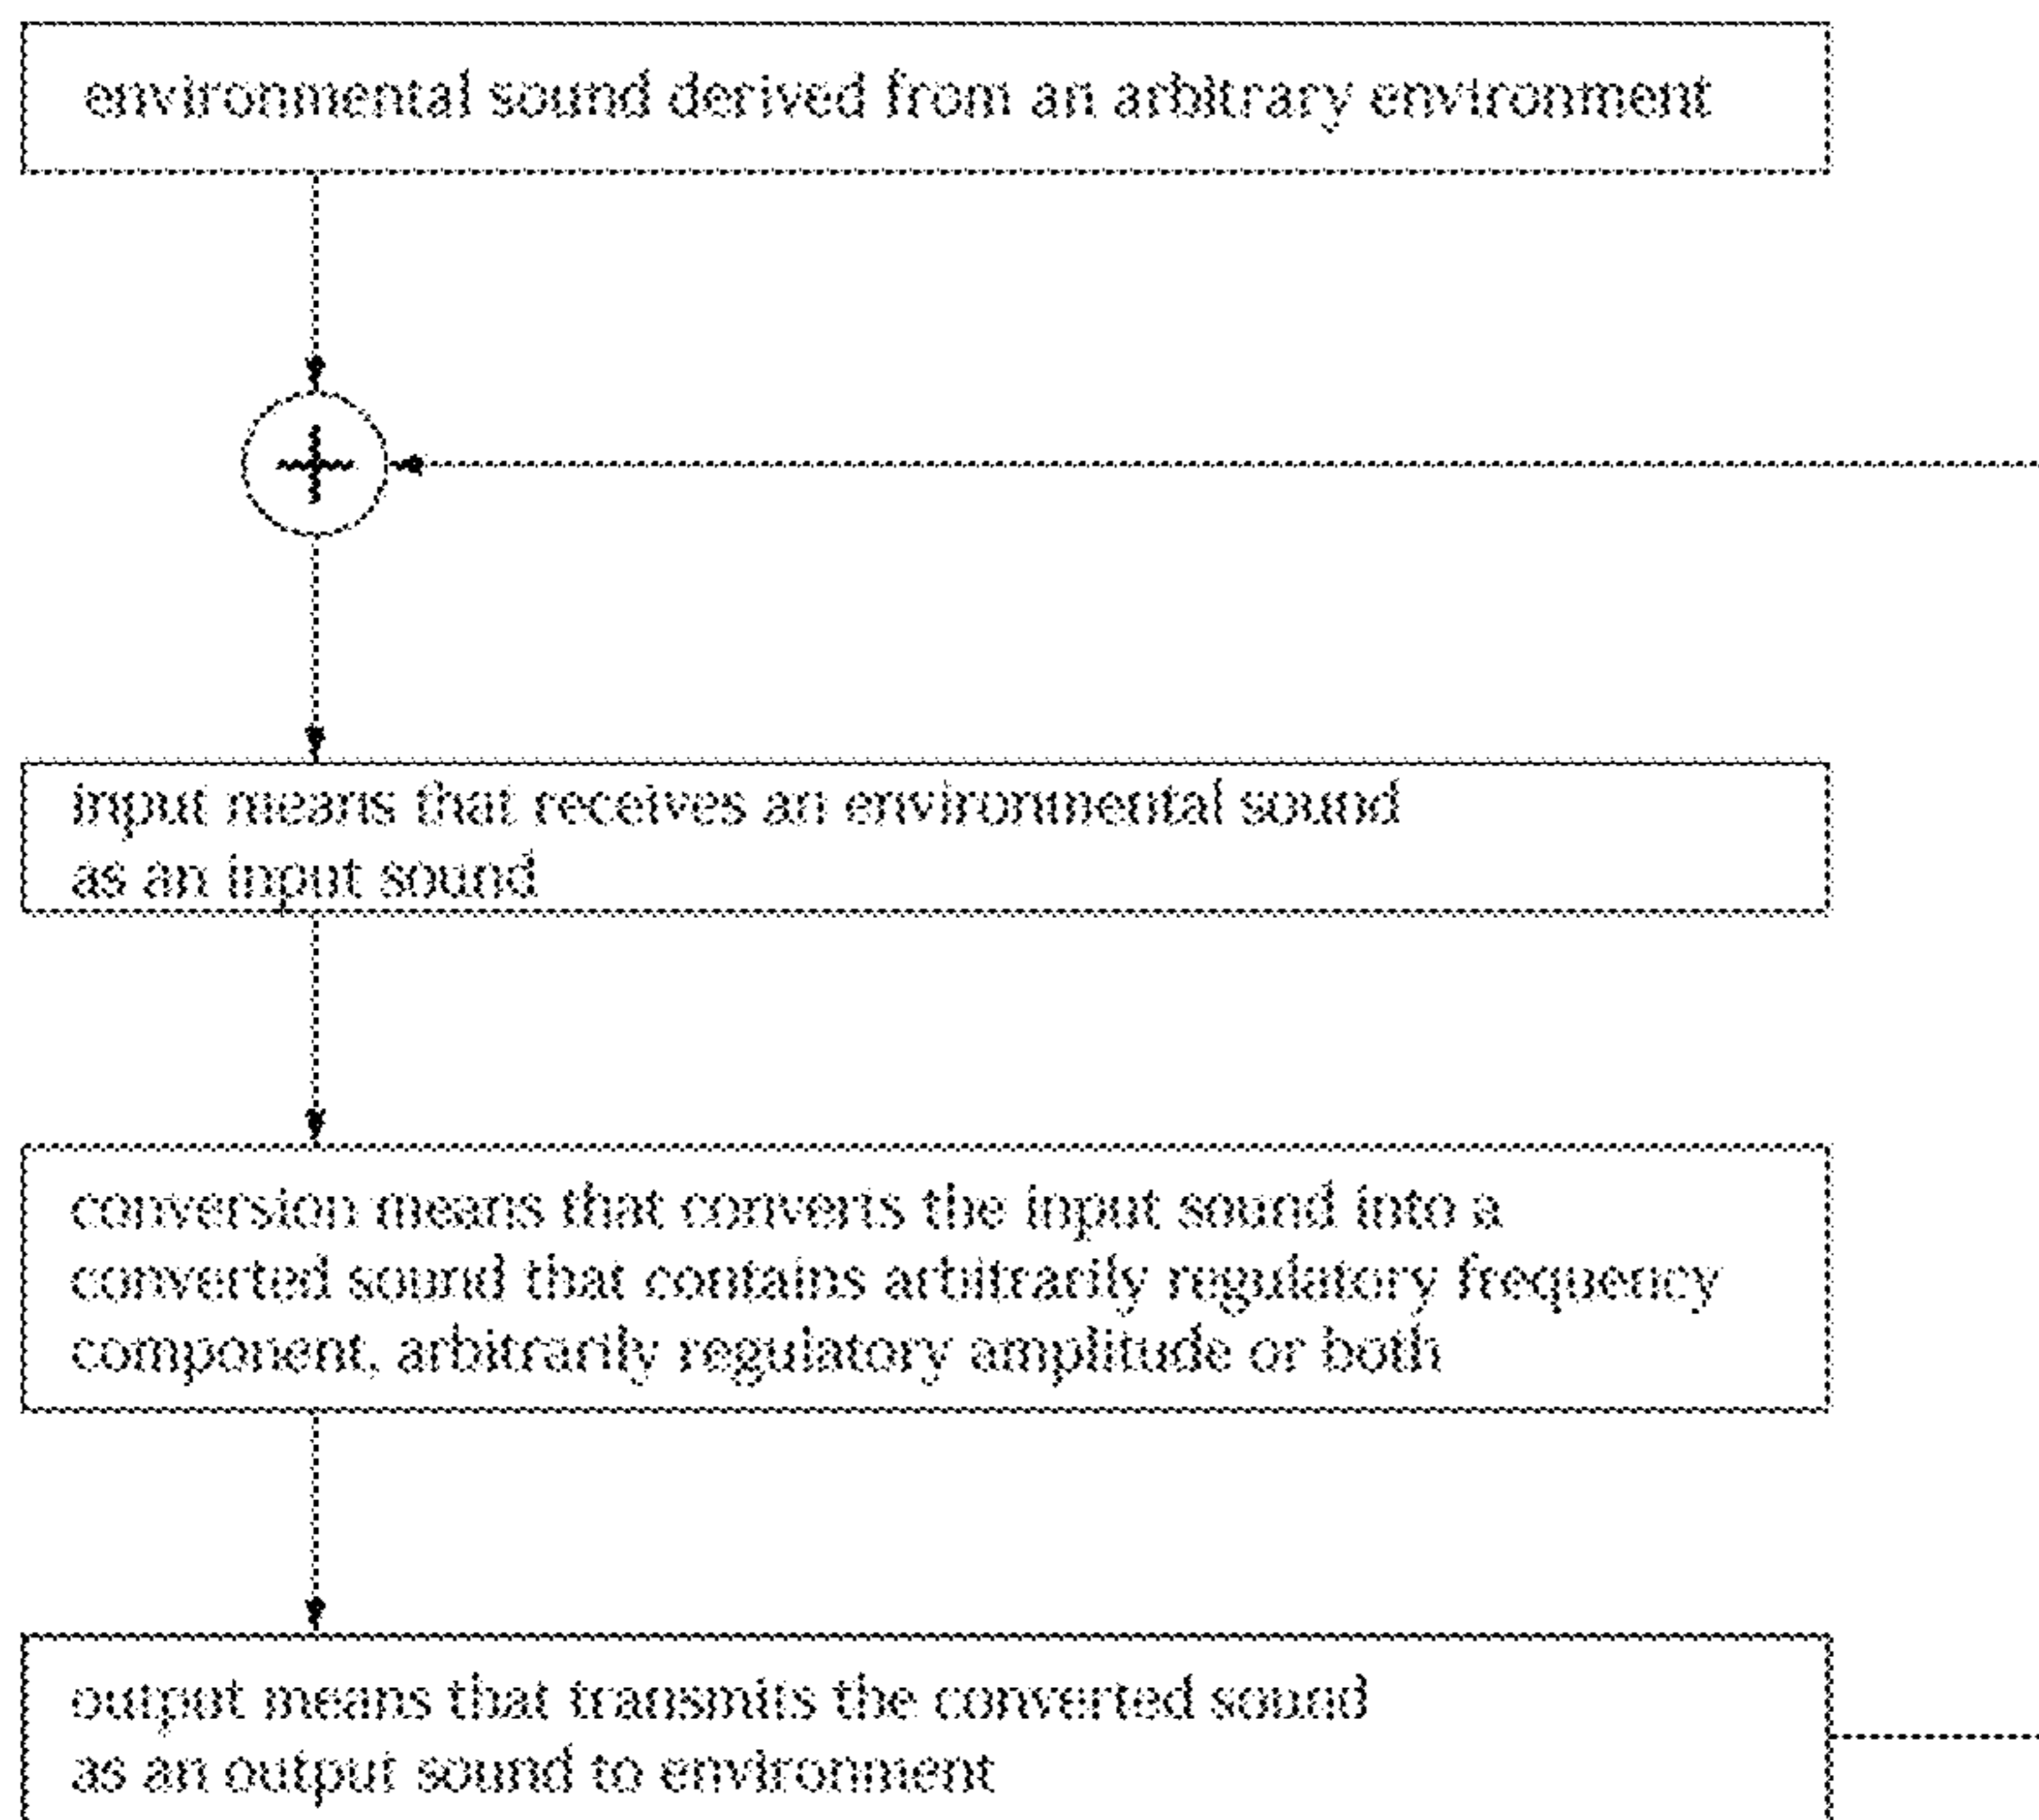 environmental sound derived from an arbitrary environment
+
input means that receives an environmental sound
as an input sound
conversion means that converts the input sound into a
converted sound that contains arbitrarily regulatory frequency
component, arbitrarily regulatory amplitude or both
output means that transmits the converted sound
as an output sound to environment